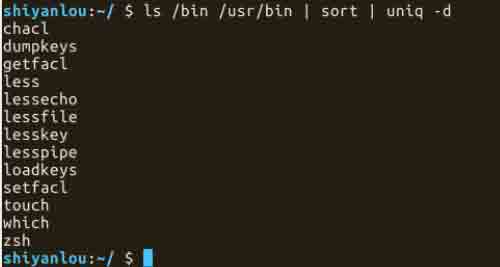 shiyanlou:~/ $ ls /bin /usr/bin | sort | uniq -d
chacl
dumpkeys
getfacl
less
lessecho
lessfile
lesskey
lesspipe
loadkeys
setfacl
touch
which
zsh
shiyanlou:~/ $